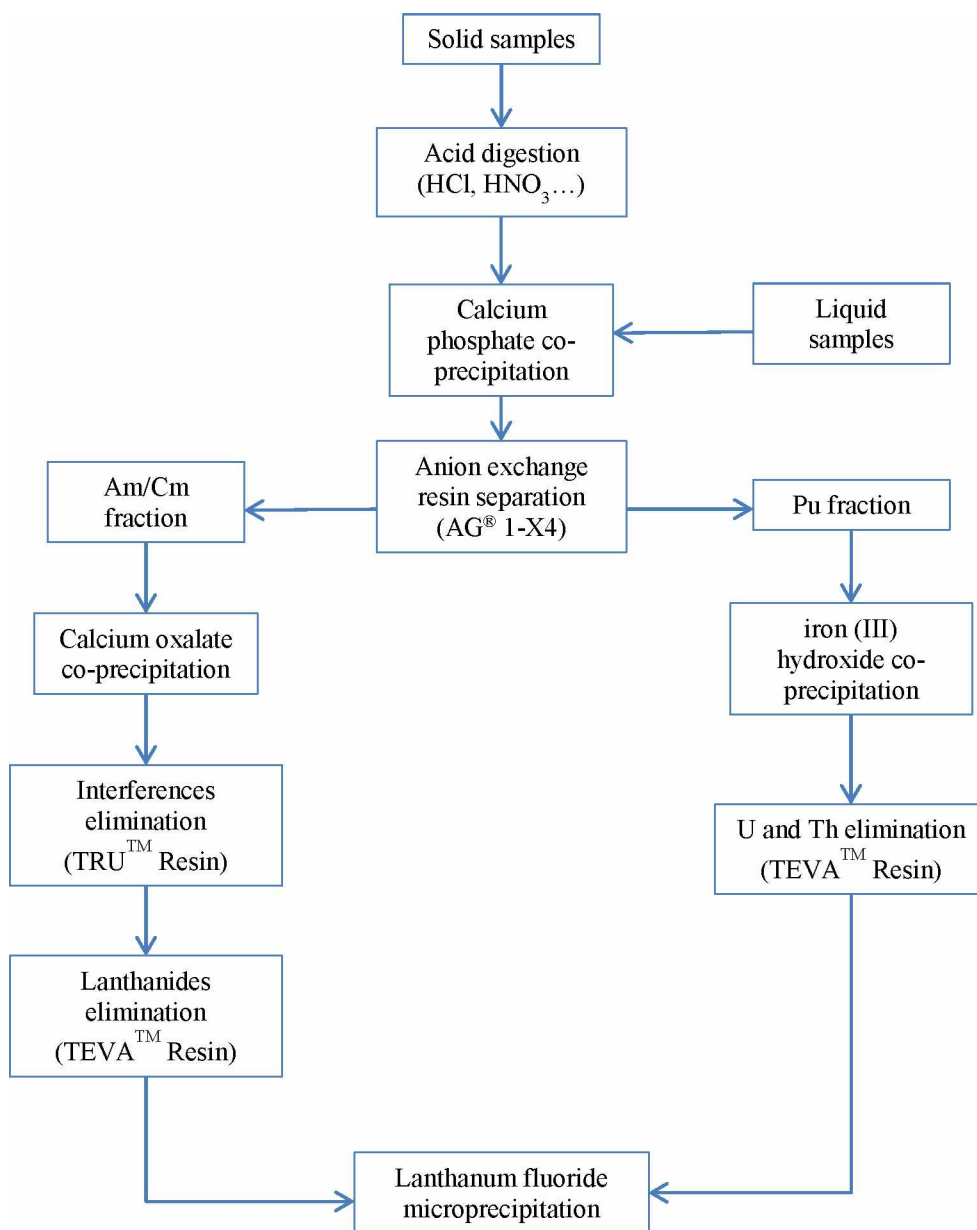 Solid samples
Acid digestion
(HCl, HNO₃…)
Calcium
phosphate co-
precipitation
Liquid
samples
Anion exchange
resin separation
(AG® 1-X4)
Am/Cm
fraction
Pu fraction
Calcium oxalate
co-precipitation
iron (III)
hydroxide co-
precipitation
Interferences
elimination
(TRU™ Resin)
U and Th elimination
(TEVA™ Resin)
Lanthanides
elimination
(TEVA™ Resin)
Lanthanum fluoride
microprecipitation